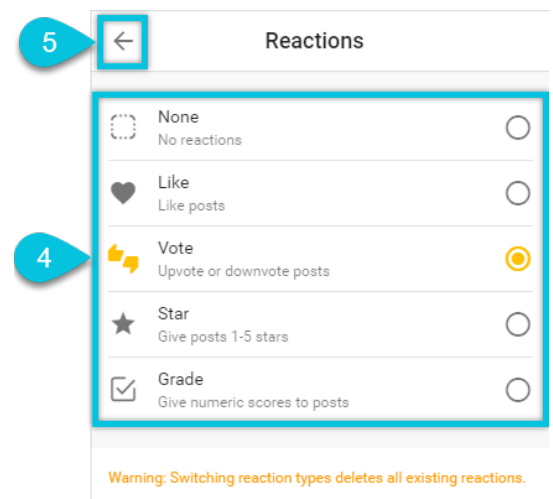 5
Reactions
None
No reactions
Like
Like posts
4
Vote
Upvote or downvote posts
Star
Give posts 1-5 stars
Grade
Give numeric scores to posts
Warning: Switching reaction types deletes all existing reactions.